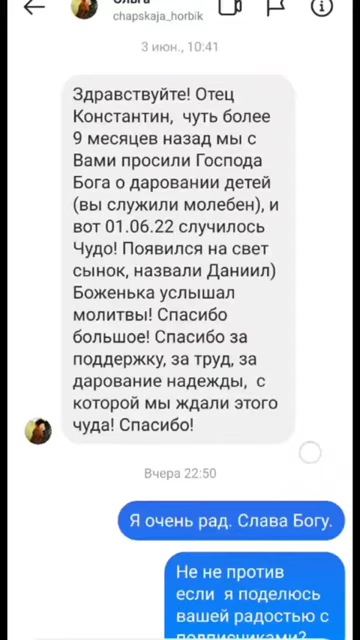 Ольга
chapskaja_horbik
3 июн., 10:41
Здравствуйте! Отец
Константин, чуть более
9 месяцев назад мы с
Вами просили Господа
Бога о даровании детей
(вы служили молебен), и
вот 01.06.22 случилось
Чудо! Появился на свет
сынок, назвали Даниил)
Боженька услышал
молитвы! Спасибо
большое! Спасибо за
поддержку, за труд, за
дарование надежды, с
которой мы ждали этого
чуда! Спасибо!
Вчера 22:50
Я очень рад. Слава Богу.
Не не против
если я поделюсь
вашей радостью с
подписчиками?